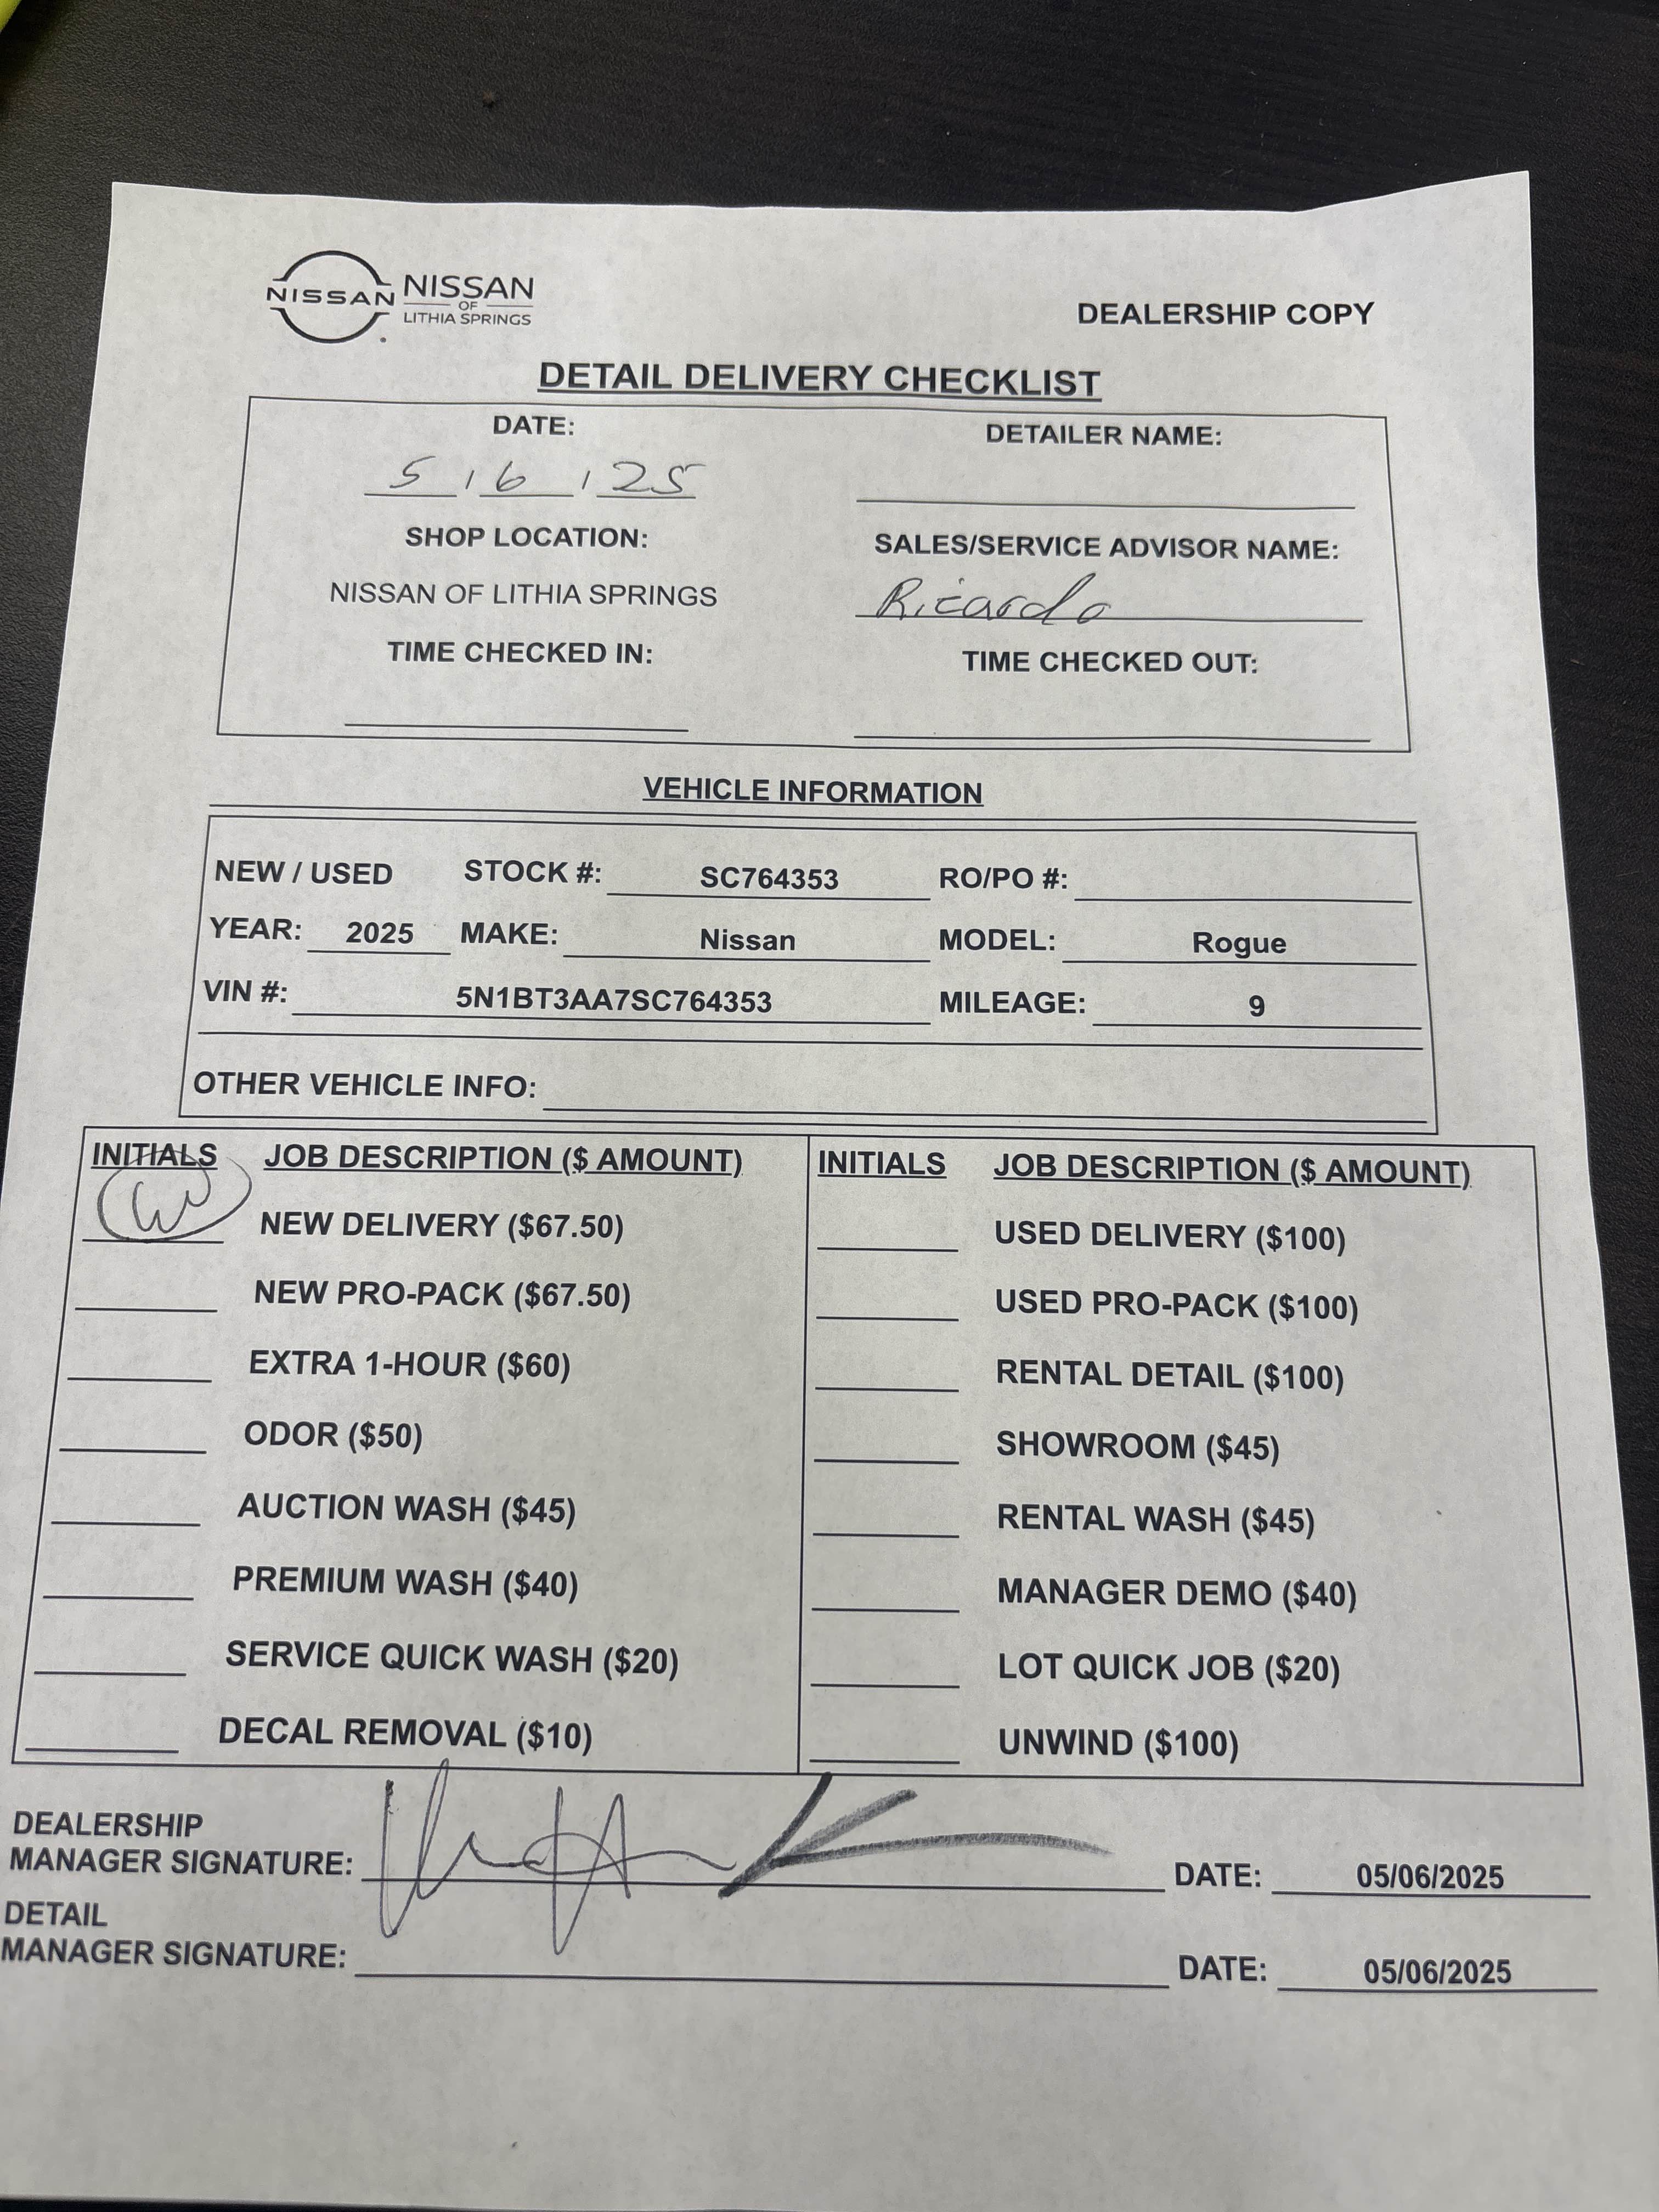 NISSAN
NISSAN
OF
LITHIA SPRINGS
DEALERSHIP COPY
DETAIL DELIVERY CHECKLIST
DATE:
5 / 6 / 25
DETAILER NAME:
SHOP LOCATION:
NISSAN OF LITHIA SPRINGS
SALES/SERVICE ADVISOR NAME:
Ricardo
TIME CHECKED IN:
TIME CHECKED OUT:
VEHICLE INFORMATION
NEW / USED STOCK #: SC764353 RO/PO #:
YEAR: 2025 MAKE: Nissan MODEL: Rogue
VIN #: 5N1BT3AA7SC764353 MILEAGE: 9
OTHER VEHICLE INFO:
INITIALS JOB DESCRIPTION ($ AMOUNT)
NEW DELIVERY ($67.50)
NEW PRO-PACK ($67.50)
EXTRA 1-HOUR ($60)
ODOR ($50)
AUCTION WASH ($45)
PREMIUM WASH ($40)
SERVICE QUICK WASH ($20)
DECAL REMOVAL ($10)
INITIALS JOB DESCRIPTION ($ AMOUNT)
USED DELIVERY ($100)
USED PRO-PACK ($100)
RENTAL DETAIL ($100)
SHOWROOM ($45)
RENTAL WASH ($45)
MANAGER DEMO ($40)
LOT QUICK JOB ($20)
UNWIND ($100)
DEALERSHIP
MANAGER SIGNATURE: DATE: 05/06/2025
DETAIL
MANAGER SIGNATURE: DATE: 05/06/2025